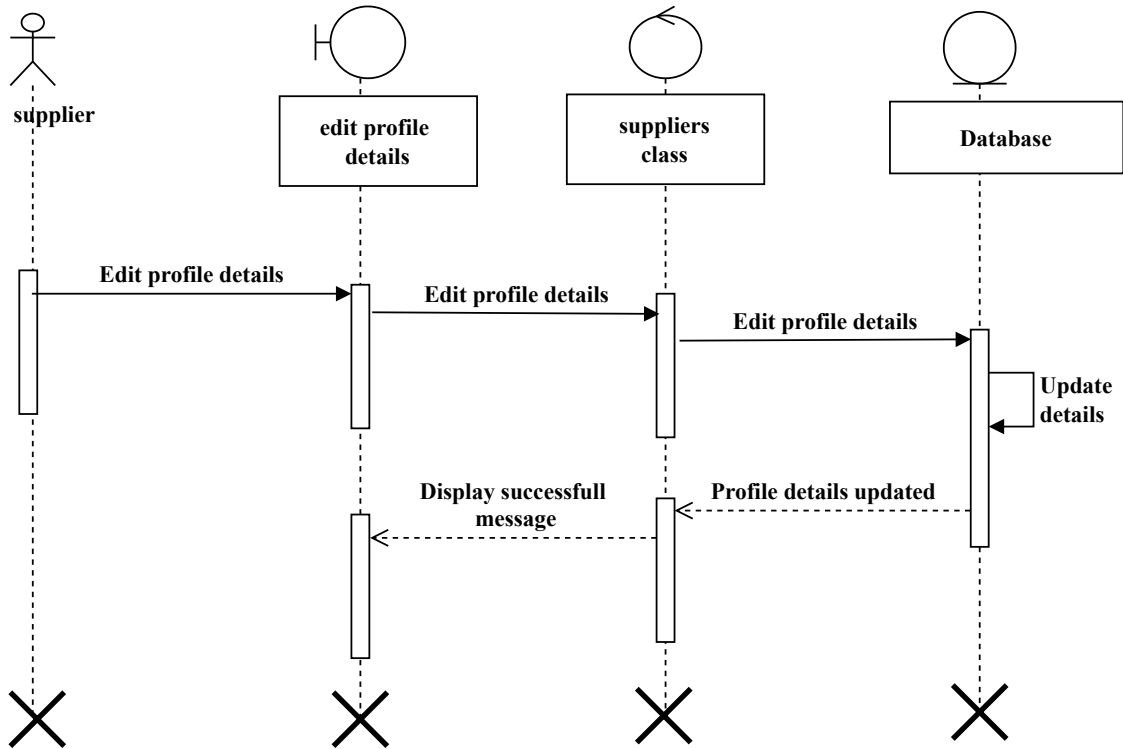 supplier
edit profile
details
suppliers
class
Database
Edit profile details
Edit profile details
Edit profile details
Update
details
Profile details updated
Display successfull
message